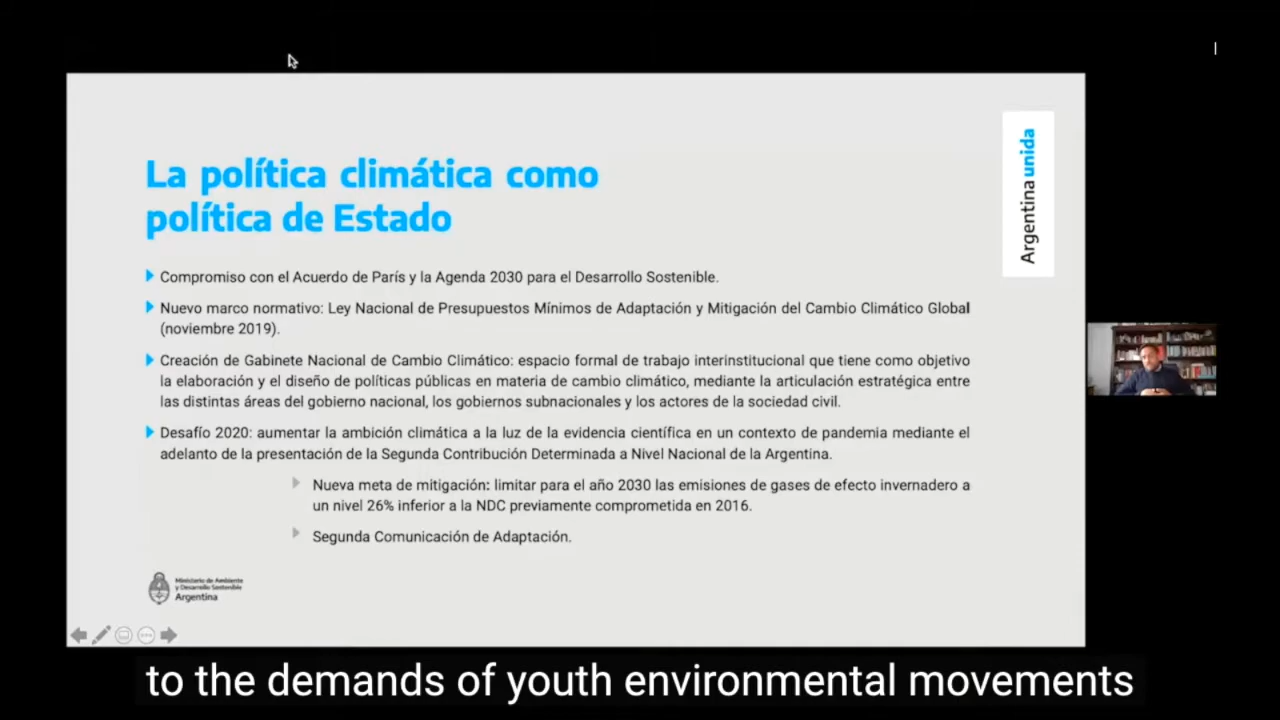 La política climática como
política de Estado
Argentina unida
Compromiso con el Acuerdo de París y la Agenda 2030 para el Desarrollo Sostenible.
Nuevo marco normativo: Ley Nacional de Presupuestos Mínimos de Adaptación y Mitigación del Cambio Climático Global
(noviembre 2019).
Creación de Gabinete Nacional de Cambio Climático: espacio formal de trabajo interinstitucional que tiene como objetivo
la elaboración y el diseño de políticas públicas en materia de cambio climático, mediante la articulación estratégica entre
las distintas áreas del gobierno nacional, los gobiernos subnacionales y los actores de la sociedad civil.
Desafío 2020: aumentar la ambición climática a la luz de la evidencia científica en un contexto de pandemia mediante el
adelanto de la presentación de la Segunda Contribución Determinada a Nivel Nacional de la Argentina.
Nueva meta de mitigación: limitar para el año 2030 las emisiones de gases de efecto invernadero a
un nivel 26% inferior a la NDC previamente comprometida en 2016.
Segunda Comunicación de Adaptación.
Ministerio de Ambiente
y Desarrollo Sostenible
Argentina
to the demands of youth environmental movements